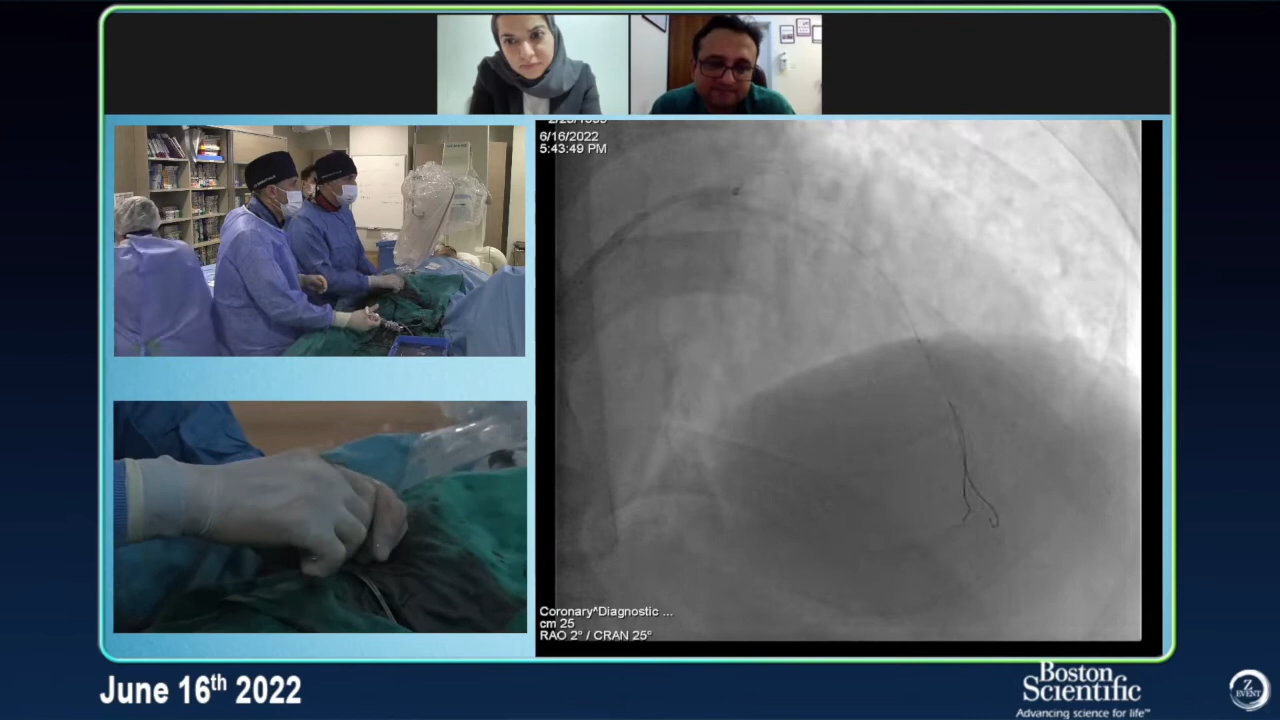 6/16/2022
5:43:49 PM
Coronary^Diagnostic ...
cm 25
RAO 2° / CRAN 25°
June 16th 2022
Boston
Scientific
Advancing science for life™
Z
EVENT